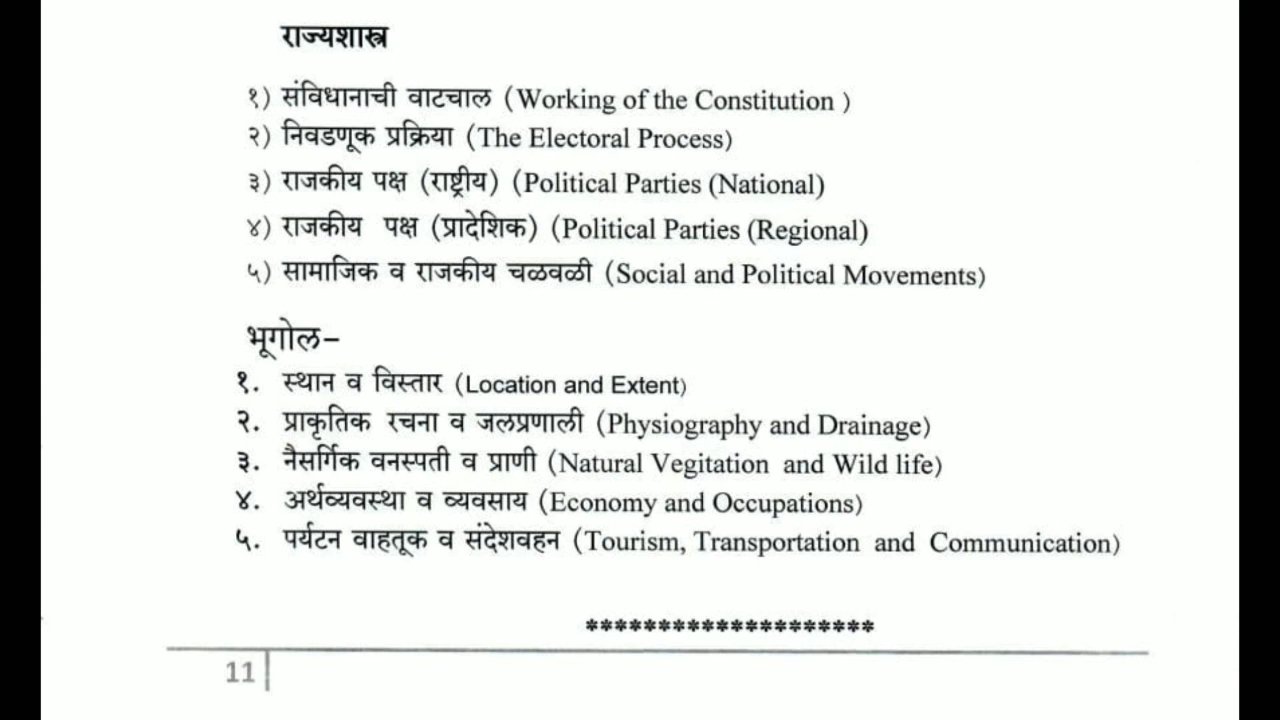 राज्यशास्त्र
१) संविधानाची वाटचाल (Working of the Constitution )
२) निवडणूक प्रक्रिया (The Electoral Process)
३) राजकीय पक्ष (राष्ट्रीय) (Political Parties (National)
४) राजकीय पक्ष (प्रादेशिक) (Political Parties (Regional)
५) सामाजिक व राजकीय चळवळी (Social and Political Movements)
भूगोल–
१. स्थान व विस्तार (Location and Extent)
२. प्राकृतिक रचना व जलप्रणाली (Physiography and Drainage)
३. नैसर्गिक वनस्पती व प्राणी (Natural Vegitation and Wild life)
४. अर्थव्यवस्था व व्यवसाय (Economy and Occupations)
५. पर्यटन वाहतूक व संदेशवहन (Tourism, Transportation and Communication)
********************
11